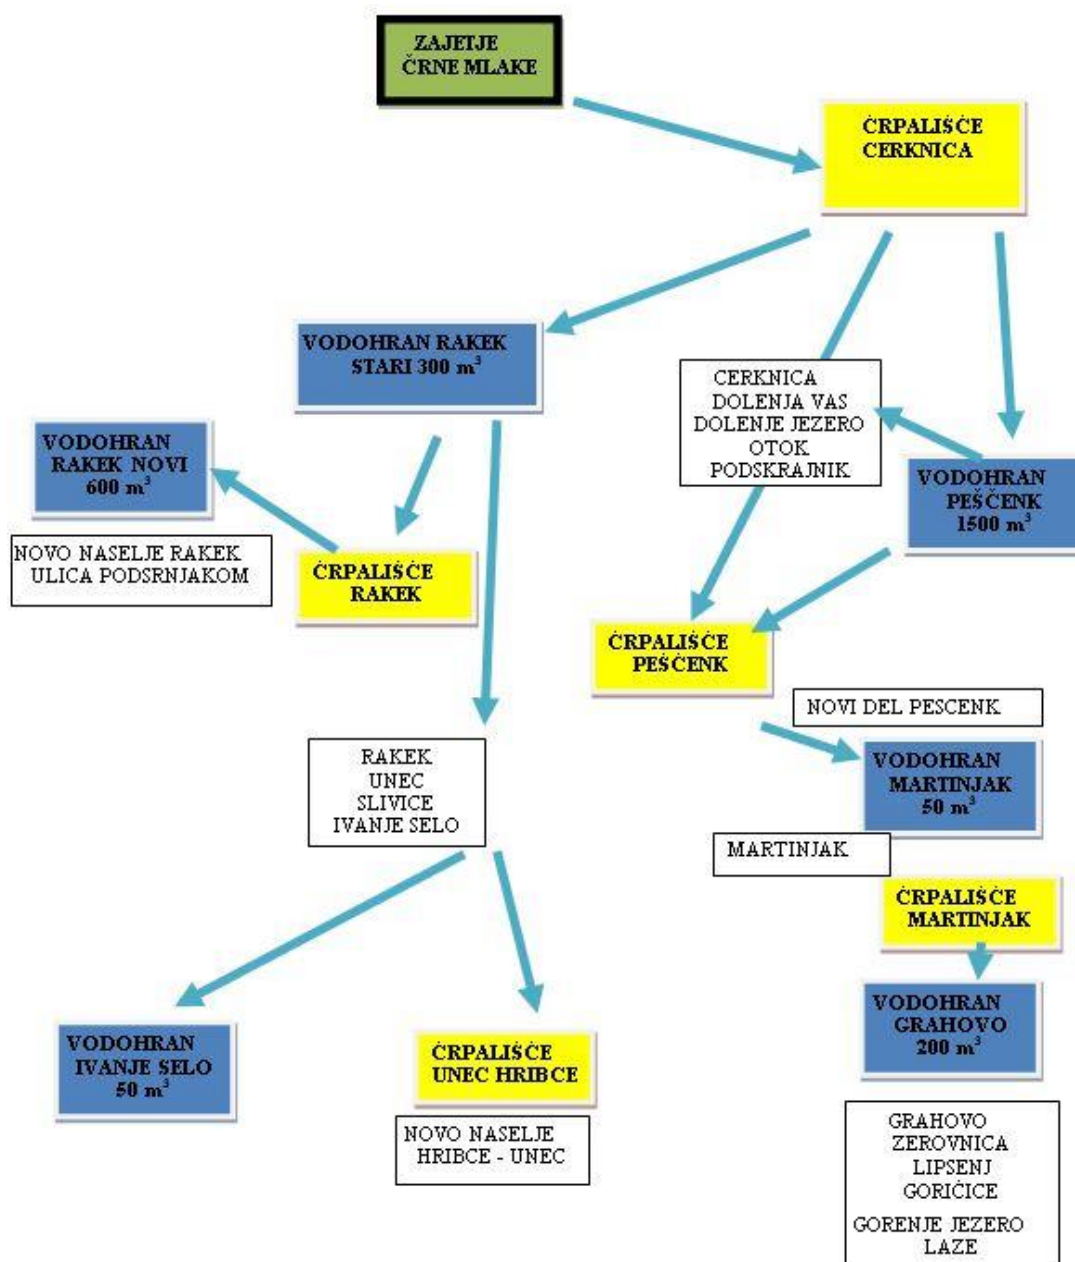 ZAJETJE
ČRNE MLAKE
ČRPALIŠČE
CERKNICA
VODOHRAN RAKEK
STARI 300 m³
CERKNICA
DOLENJA VAS
DOLENJE JEZERO
OTOK
PODSKRAJNIK
VODOHRAN
RAKEK NOVI
600 m³
VODOHRAN
PEŠČENK
1500 m³
NOVO NASELJE RAKEK
ULICA PODSRNJAKOM
ČRPALIŠČE
RAKEK
ČRPALIŠČE
PEŠČENK
NOVI DEL PESCENK
RAKEK
UNEC
SLIVICE
IVANJE SELO
VODOHRAN
MARTINJAK
50 m³
MARTINJAK
ČRPALIŠČE
MARTINJAK
VODOHRAN
GRAHOVO
200 m³
VODOHRAN
IVANJE SELO
50 m³
ČRPALIŠČE
UNEC HRIBCE
NOVO NASELJE
HRIBCE - UNEC
GRAHOVO
ZEROVNICA
LIPSENJ
GORIČICE
GORENJE JEZERO
LAZE